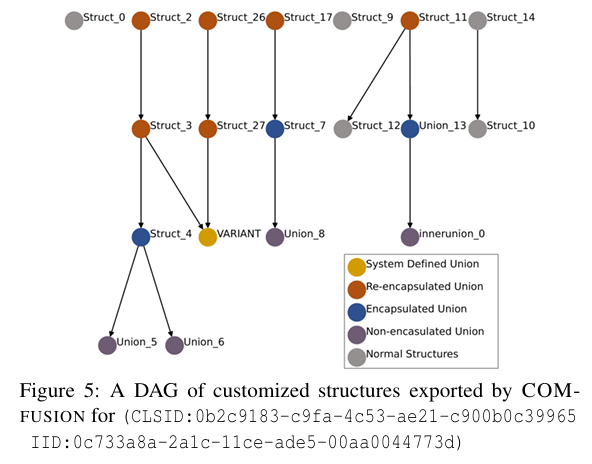 Struct_0 Struct_2 Struct_26 Struct_17 Struct_9 Struct_11 Struct_14
Struct_3 Struct_27 Struct_7 Struct_12 Union_13 Struct_10
Struct_4 VARIANT Union_8 innerunion_0
Union_5 Union_6
System Defined Union
Re-encapsulated Union
Encapsulated Union
Non-encasulated Union
Normal Structures
Figure 5: A DAG of customized structures exported by COM-
FUSION for (CLSID:0b2c9183-c9fa-4c53-ae21-c900b0c39965
IID:0c733a8a-2a1c-11ce-ade5-00aa0044773d)